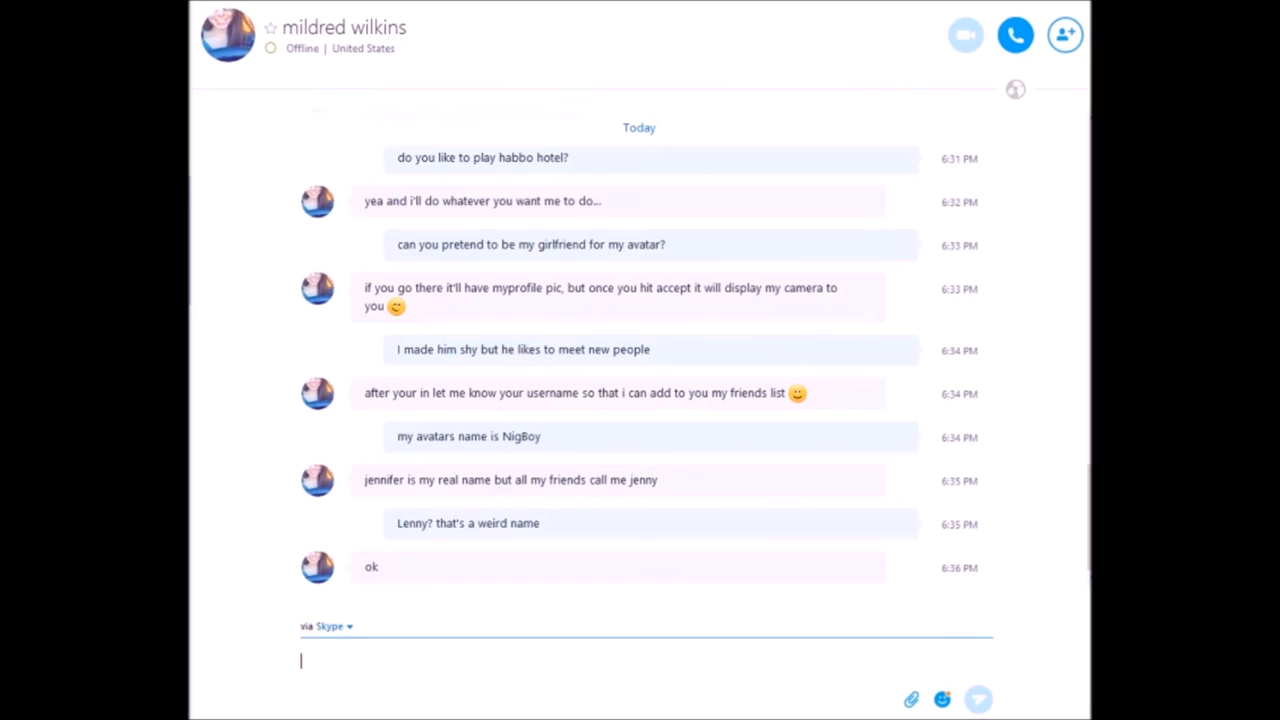 mildred wilkins
Offline | United States
Today
do you like to play habbo hotel?
6:31 PM
yea and i'll do whatever you want me to do...
6:32 PM
can you pretend to be my girlfriend for my avatar?
6:33 PM
if you go there it'll have myprofile pic, but once you hit accept it will display my camera to
you
6:33 PM
I made him shy but he likes to meet new people
6:34 PM
after your in let me know your username so that i can add to you my friends list
6:34 PM
my avatars name is NigBoy
6:34 PM
jennifer is my real name but all my friends call me jenny
6:35 PM
Lenny? that's a weird name
6:35 PM
ok
6:36 PM
via Skype